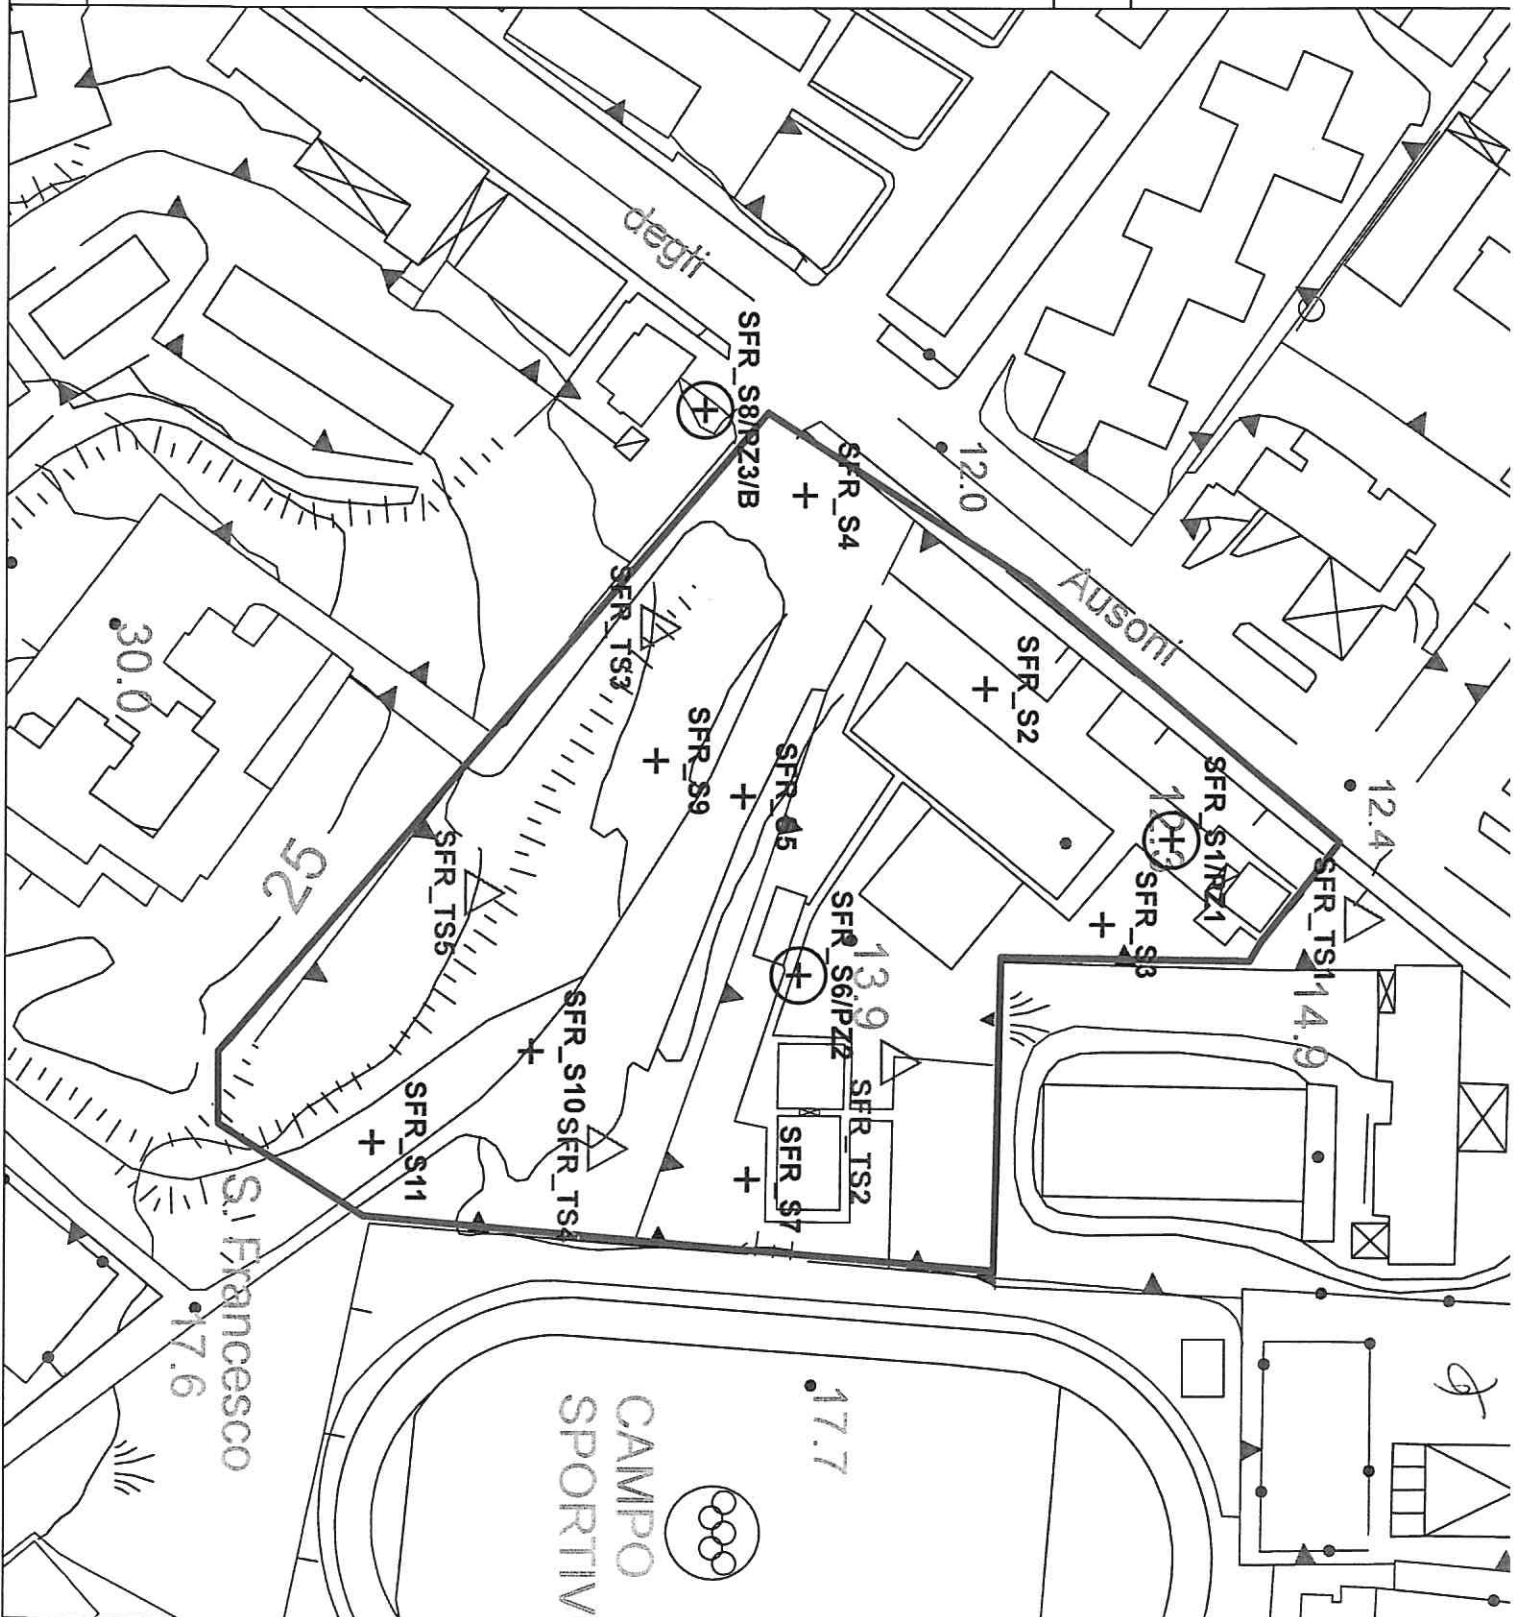 degli
SFR_S8/PZ3/B
SFR_S4
12.0
Ausoni
SFR_TS3
30.0
SFR_S2
SFR_S9
SFR_S5
SFR_S1/PZ1
12.3
12.4
SFR_TS1
SFR_S3
SFR_TS5
25
SFR_S6/PZ2
13.9
14.9
SFR_S10
SFR_TS4
SFR_TS2
SFR_S7
SFR_S11
S. Francesco
17.6
17.7
CAMPO
SPORTIV